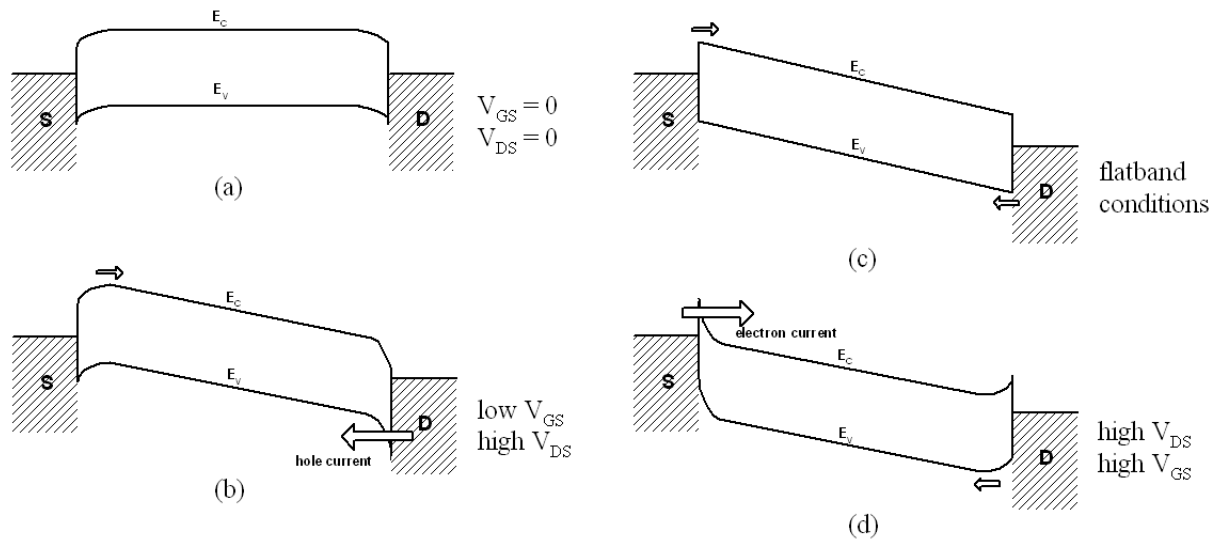 E_C
E_V
S
D
V_GS = 0
V_DS = 0
(a)
E_C
E_V
S
D
hole current
low V_GS
high V_DS
(b)
E_C
E_V
S
D
flatband
conditions
(c)
electron current
E_C
E_V
S
D
high V_DS
high V_GS
(d)